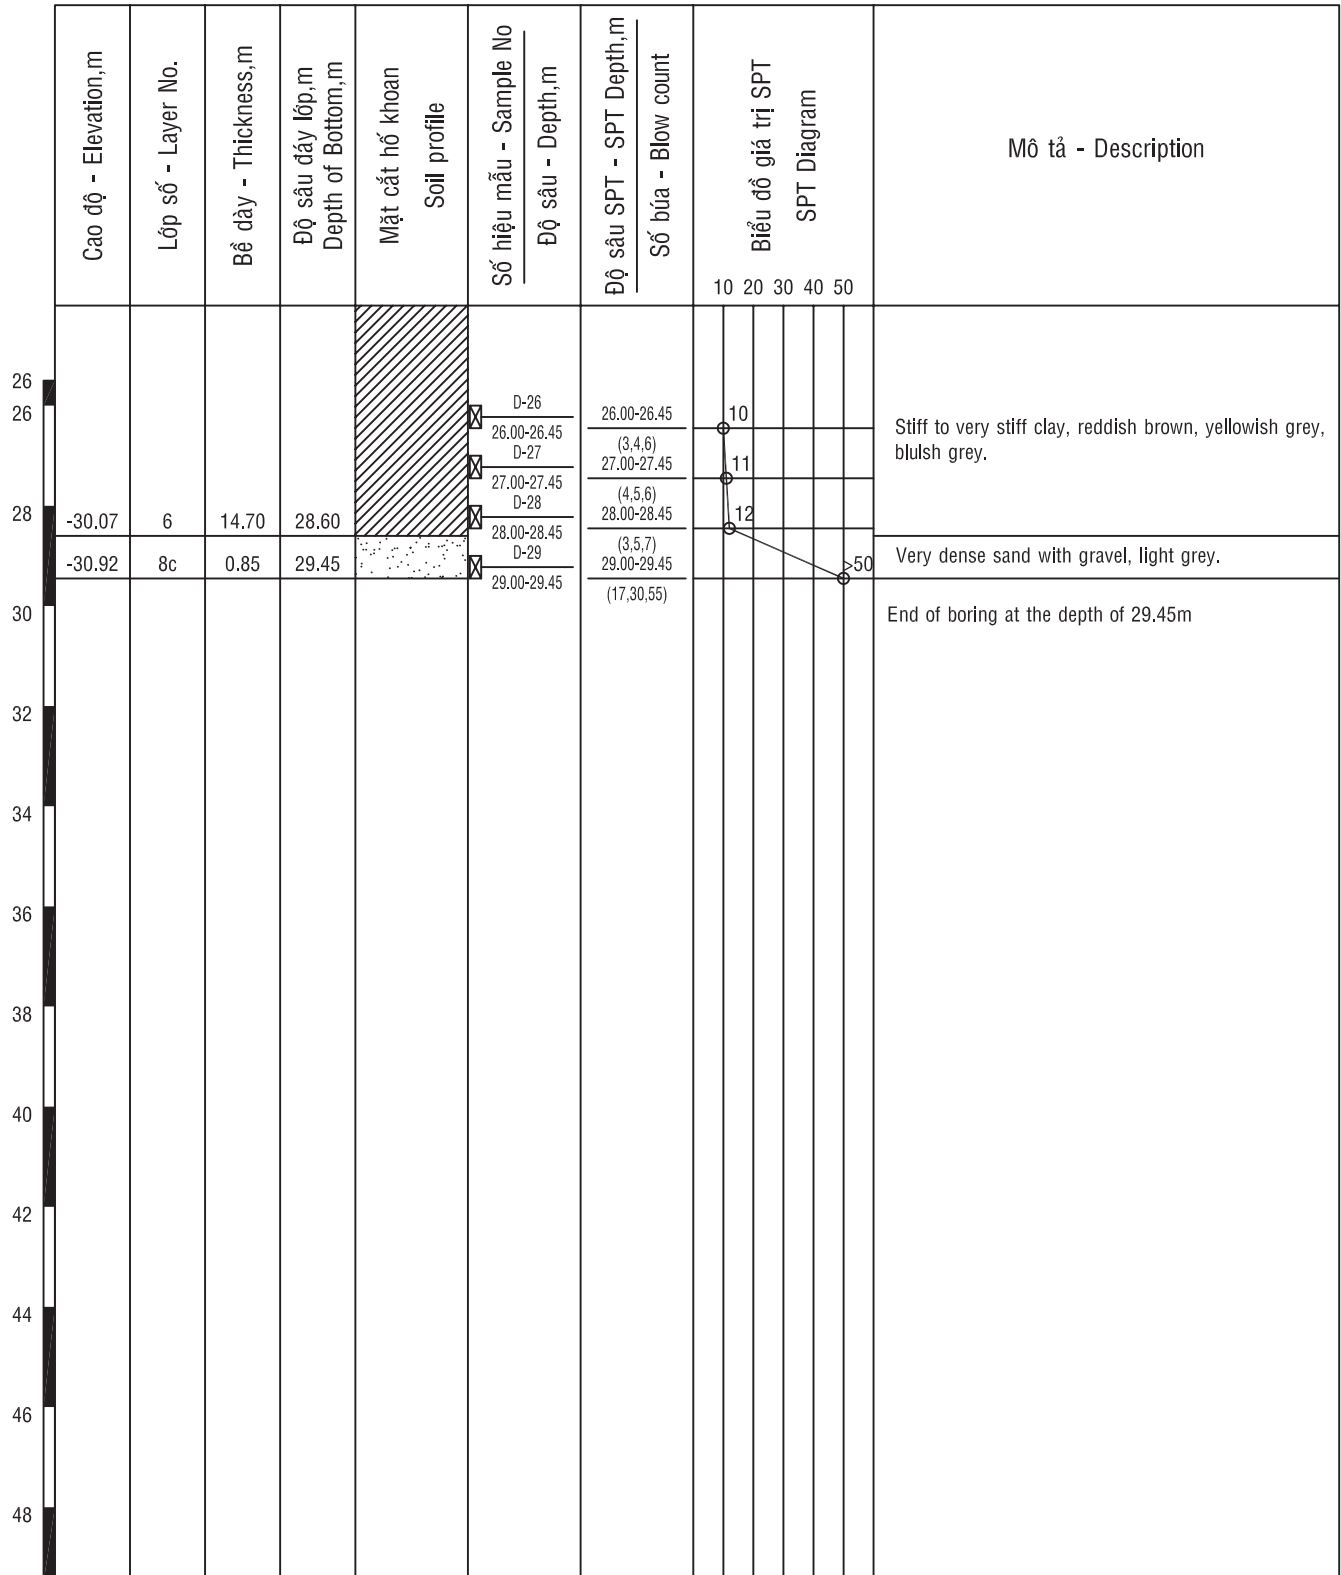 Cao độ - Elevation,m
Lớp số - Layer No.
Bề dày - Thickness,m
Độ sâu đáy lớp,m
Depth of Bottom,m
Mặt cắt hố khoan
Soil profile
Số hiệu mẫu - Sample No
Độ sâu - Depth,m
Độ sâu SPT - SPT Depth,m
Số búa - Blow count
Biểu đồ giá trị SPT
SPT Diagram
10 20 30 40 50
Mô tả - Description
26
26
D-26
26.00-26.45
26.00-26.45
(3,4,6)
10
Stiff to very stiff clay, reddish brown, yellowish grey,
bluish grey.
D-27
27.00-27.45
27.00-27.45
(4,5,6)
11
28
-30.07 6 14.70 28.60
D-28
28.00-28.45
28.00-28.45
(3,5,7)
12
-30.92 8c 0.85 29.45
D-29
29.00-29.45
29.00-29.45
(17,30,55)
>50
Very dense sand with gravel, light grey.
30
End of boring at the depth of 29.45m
32
34
36
38
40
42
44
46
48